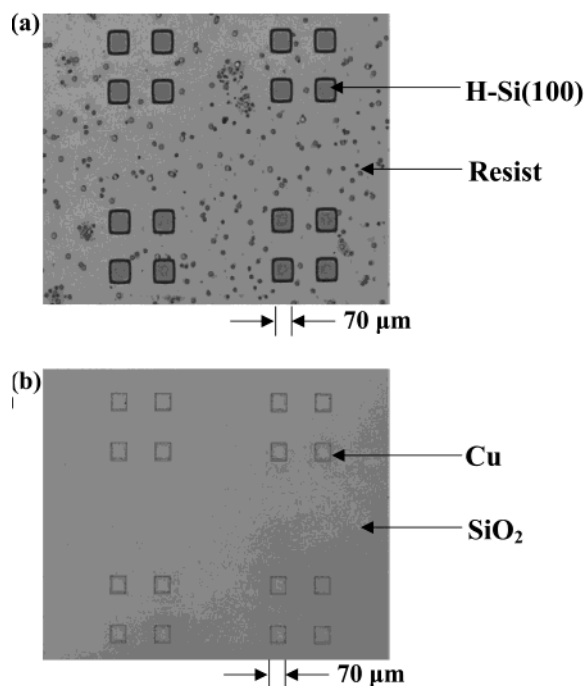 (a)
H-Si(100)
Resist
70 µm
(b)
Cu
SiO₂
70 µm